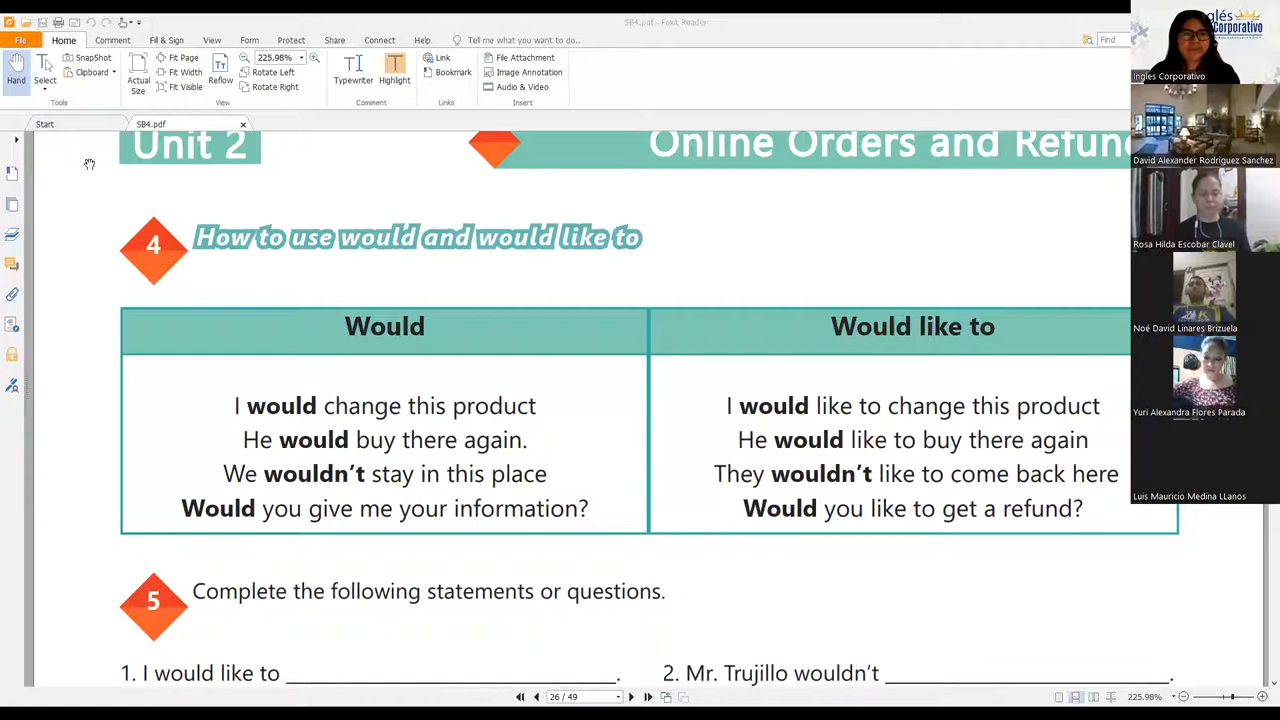 SB4.pdf - Foxit Reader
File Home Comment Fill & Sign View Form Protect Share Connect Help Tell me what you want to do... Find
Hand Select SnapShot Clipboard Actual Size Fit Page Fit Width Fit Visible Reflow 225.98% Rotate Left Rotate Right Typewriter Highlight Link Bookmark File Attachment Image Annotation Audio & Video
Tools View Comment Links Insert
Start SB4.pdf
Unit 2 Online Orders and Refun
4 How to use would and would like to
Would Would like to
I would change this product I would like to change this product
He would buy there again. He would like to buy there again
We wouldn't stay in this place They wouldn't like to come back here
Would you give me your information? Would you like to get a refund?
5 Complete the following statements or questions.
1. I would like to ______________________________. 2. Mr. Trujillo wouldn't __________________________.
26 / 49 225.98%
nglés
Corporativo
Ingles Corporativo
David Alexander Rodríguez Sanchez
Rosa Hilda Escobar Clavel
Noé David Linares Brizuela
Yuri Alexandra Flores Parada
Luis Mauricio Medina LLanos